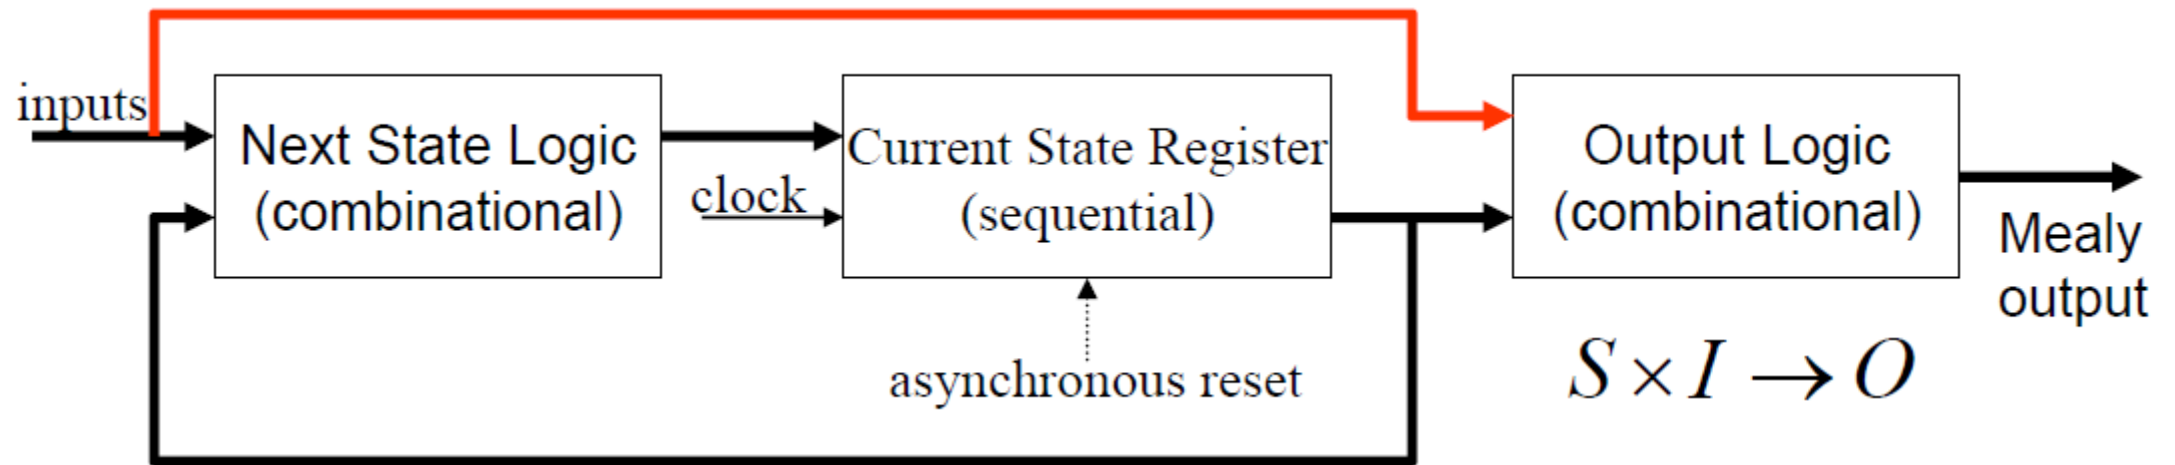 inputs
Next State Logic
(combinational)
clock
Current State Register
(sequential)
asynchronous reset
Output Logic
(combinational)
Mealy
output
S × I → O